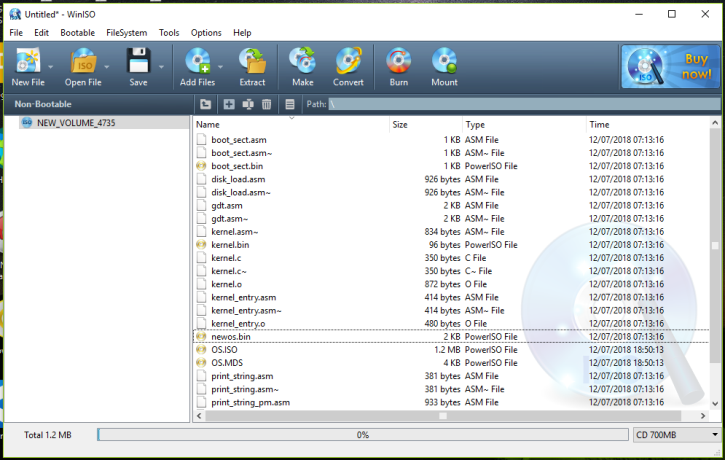 Untitled* - WinISO
File Edit Bootable FileSystem Tools Options Help
New File Open File Save Add Files Extract Make Convert Burn Mount
ISO
ISO
Buy now!
Non-Bootable
Path: \
ISO NEW_VOLUME_4735
Name Size Type Time
boot_sect.asm 1 KB ASM File 12/07/2018 07:13:16
boot_sect.asm~ 1 KB ASM~ File 12/07/2018 07:13:16
boot_sect.bin 1 KB PowerISO File 12/07/2018 07:13:16
disk_load.asm 926 bytes ASM File 12/07/2018 07:13:16
disk_load.asm~ 926 bytes ASM~ File 12/07/2018 07:13:16
gdt.asm 2 KB ASM File 12/07/2018 07:13:16
gdt.asm~ 2 KB ASM~ File 12/07/2018 07:13:16
kernel.asm~ 834 bytes ASM~ File 12/07/2018 07:13:16
kernel.bin 96 bytes PowerISO File 12/07/2018 07:13:16
kernel.c 350 bytes C File 12/07/2018 07:13:16
kernel.c~ 350 bytes C~ File 12/07/2018 07:13:16
kernel.o 872 bytes O File 12/07/2018 07:13:16
kernel_entry.asm 414 bytes ASM File 12/07/2018 07:13:16
kernel_entry.asm~ 414 bytes ASM~ File 12/07/2018 07:13:16
kernel_entry.o 480 bytes O File 12/07/2018 07:13:16
newos.bin 2 KB PowerISO File 12/07/2018 07:13:16
OS.ISO 1.2 MB PowerISO File 12/07/2018 18:50:13
OS.MDS 4 KB PowerISO File 12/07/2018 18:50:13
print_string.asm 381 bytes ASM File 12/07/2018 07:13:16
print_string.asm~ 381 bytes ASM~ File 12/07/2018 07:13:16
print_string_pm.asm 933 bytes ASM File 12/07/2018 07:13:16
Total 1.2 MB 0% CD 700MB